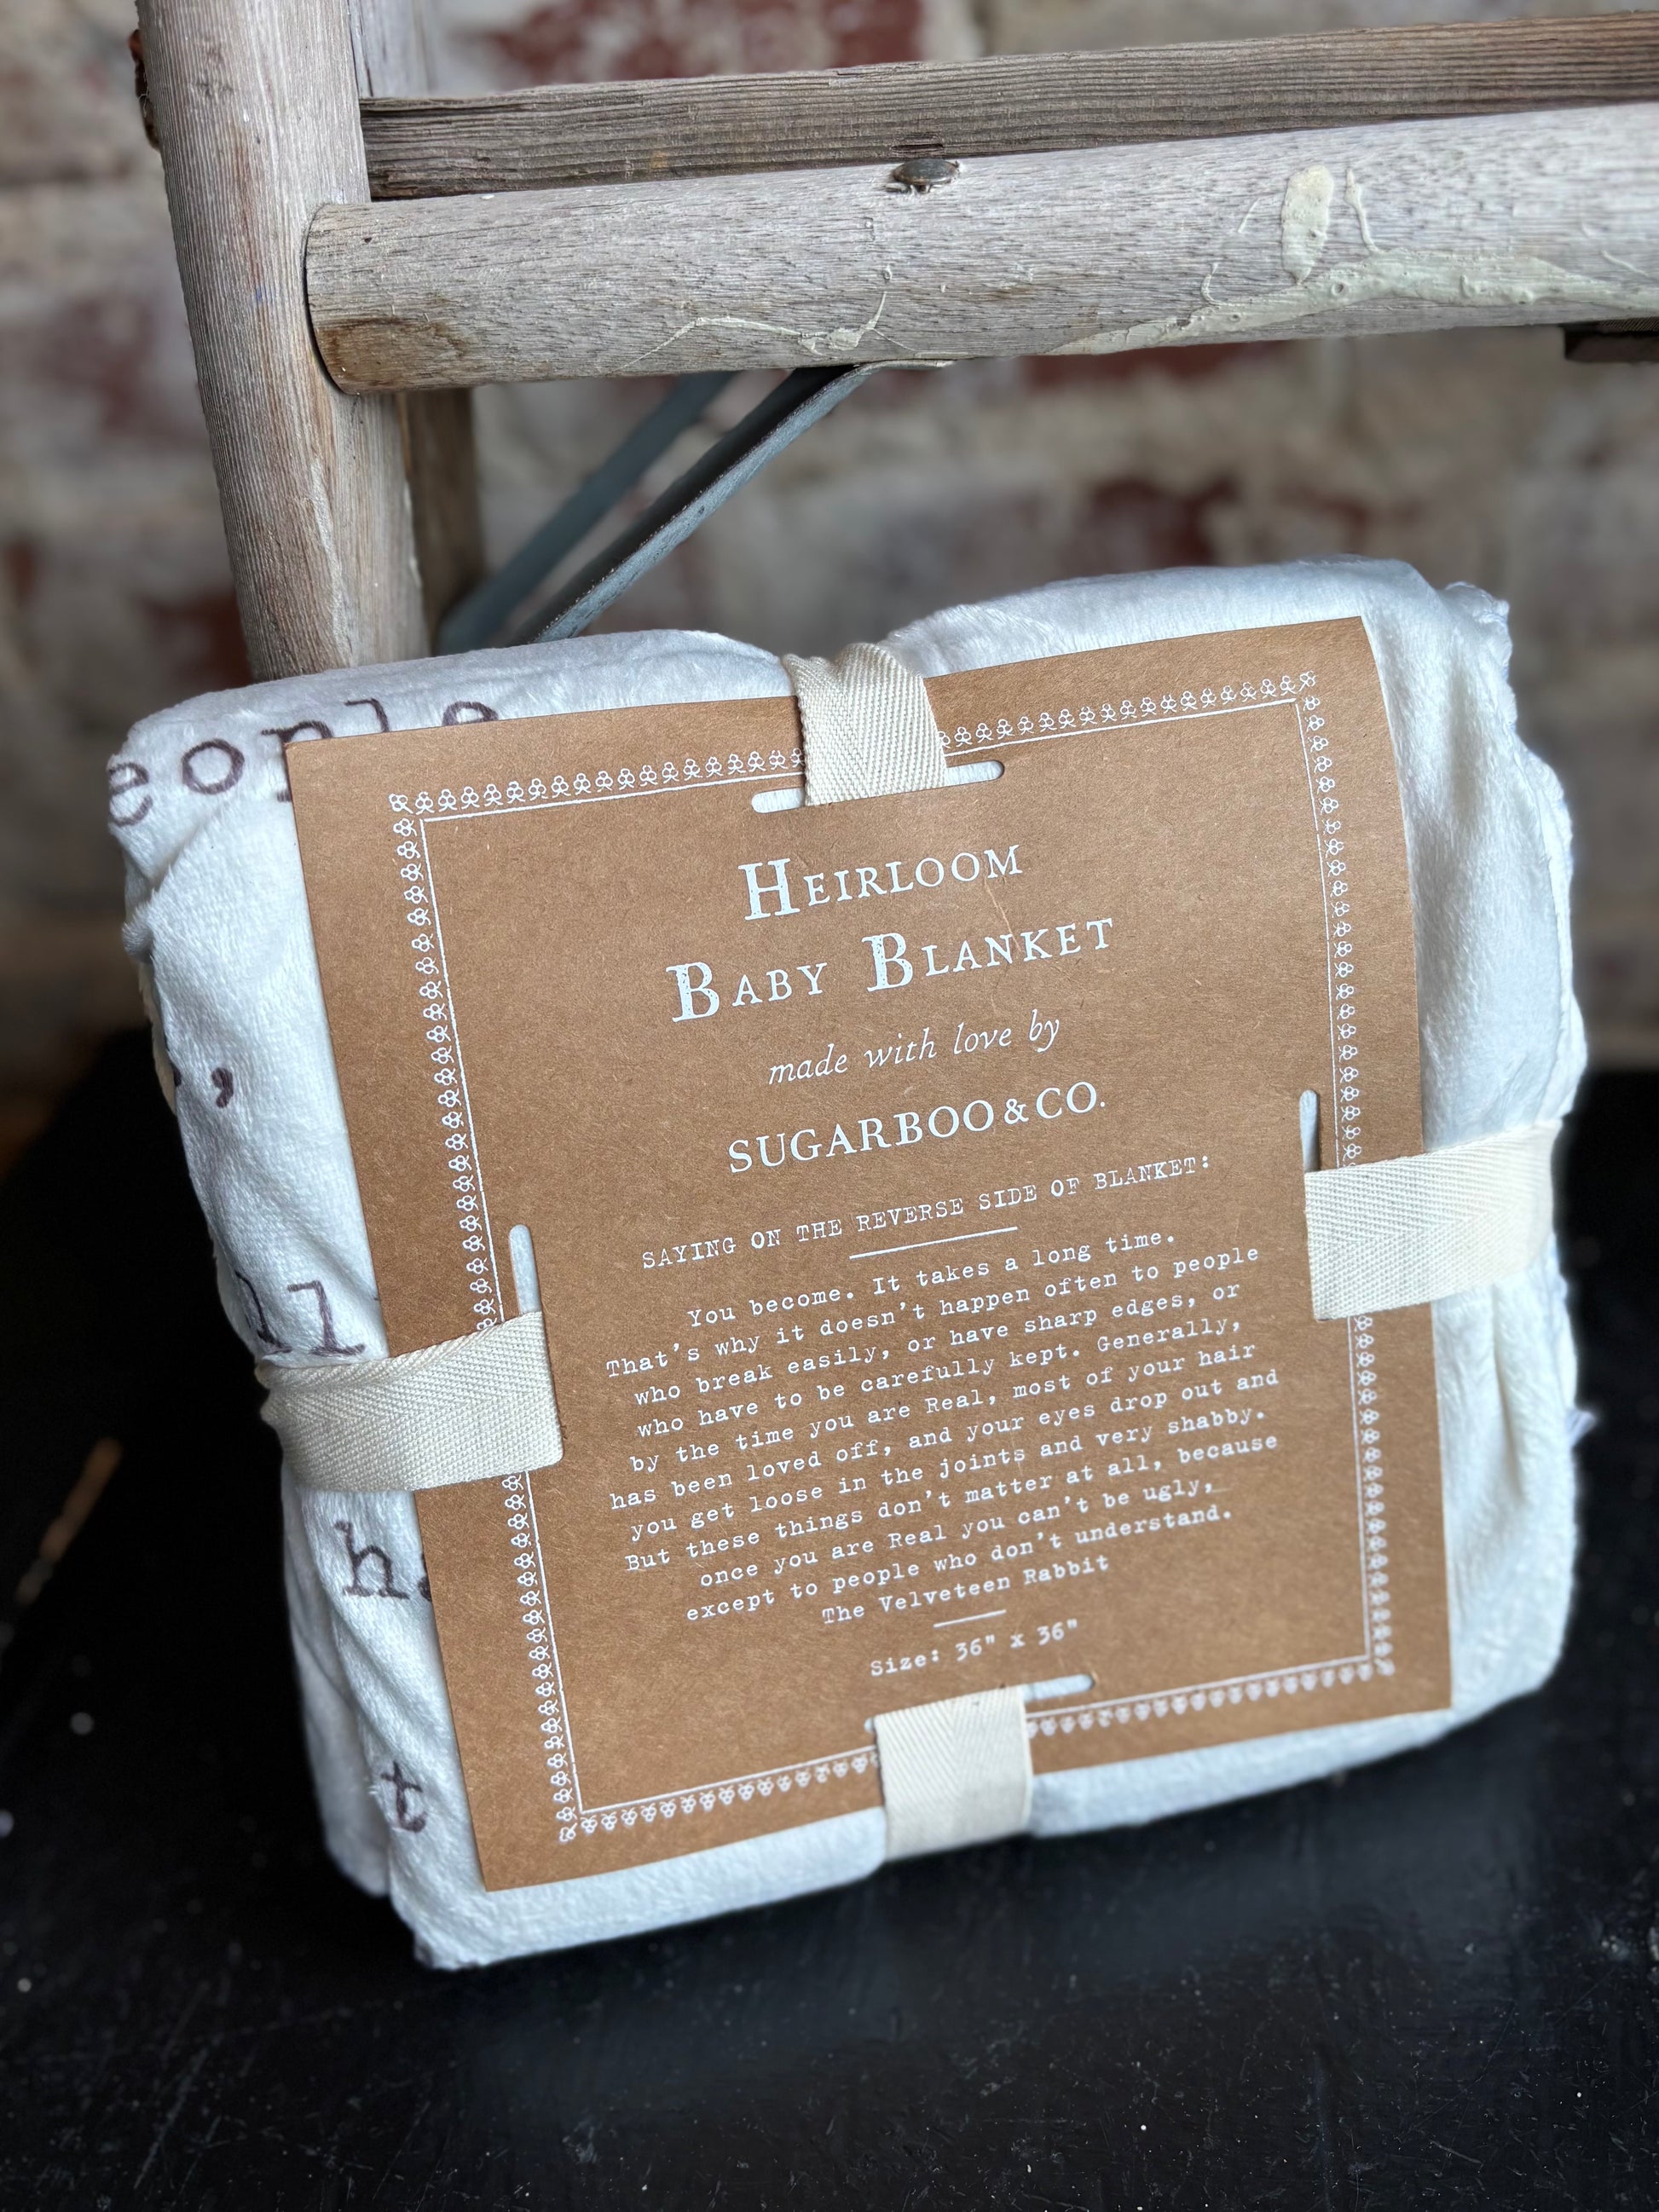 HEIRLOOM
BABY BLANKET
made with love by
SUGARBOO & CO.
SAYING ON THE REVERSE SIDE OF BLANKET:
You become. It takes a long time.
That's why it doesn't happen often to people
who break easily, or have sharp edges, or
who have to be carefully kept. Generally,
by the time you are Real, most of your hair
has been loved off, and your eyes drop out and
you get loose in the joints and very shabby.
But these things don't matter at all, because
once you are Real you can't be ugly,
except to people who don't understand.
The Velveteen Rabbit
Size: 36" x 36"